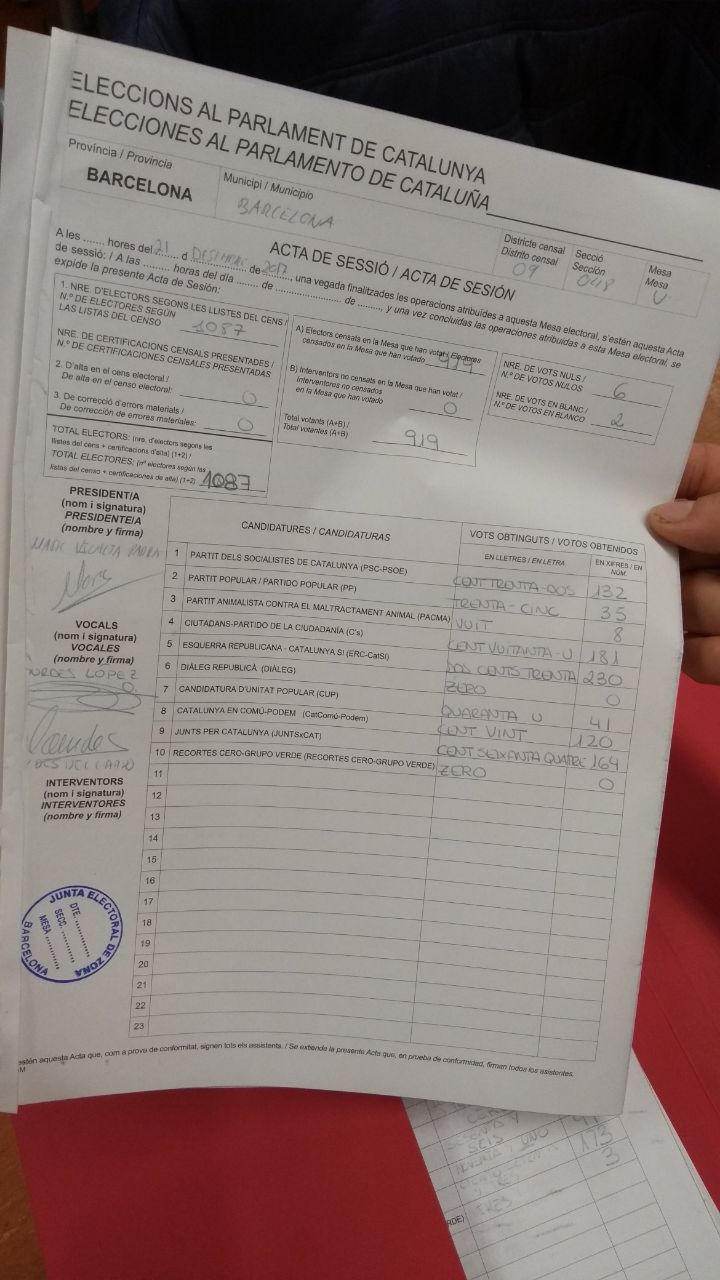 ELECCIONS AL PARLAMENT DE CATALUNYA
ELECCIONES AL PARLAMENTO DE CATALUÑA
Província / Provincia
BARCELONA
Municipi / Municipio
BARCELONA
Districte censal
Distrito censal
09
Secció
Sección
048
Mesa
Mesa
U
ACTA DE SESSIÓ / ACTA DE SESIÓN
A les ....... hores del 21 d DESEMBRE de 2017, una vegada finalitzades les operacions atribuïdes a aquesta Mesa electoral, s'estén aquesta Acta
de sessió: / A las ....... horas del día ....... de ....................... de ......., y una vez concluidas las operaciones atribuidas a esta Mesa electoral, se
expide la presente Acta de Sesión:
1. NRE. D'ELECTORS SEGONS LES LLISTES DEL CENS /
N.º DE ELECTORES SEGÚN
LAS LISTAS DEL CENSO
1087
NRE. DE CERTIFICACIONS CENSALS PRESENTADES /
N.º DE CERTIFICACIONES CENSALES PRESENTADAS
2. D'alta en el cens electoral /
De alta en el censo electoral:
0
3. De correcció d'errors materials /
De corrección de errores materiales:
0
TOTAL ELECTORS: (nre. d'electors segons les
llistes del cens + certificacions d'alta) (1+2) /
TOTAL ELECTORES: (nº electores según las
listas del censo + certificaciones de alta) (1+2)
1087
A) Electors censats en la Mesa que han votat / Electores
censados en la Mesa que han votado
919
B) Interventors no censats en la Mesa que han votat /
Interventores no censados
en la Mesa que han votado
0
Total votants (A+B) /
Total votantes (A+B)
919
NRE. DE VOTS NULS /
N.º DE VOTOS NULOS
6
NRE. DE VOTS EN BLANC /
N.º DE VOTOS EN BLANCO
2
PRESIDENT/A
(nom i signatura)
PRESIDENTE/A
(nombre y firma)
VOCALS
(nom i signatura)
VOCALES
(nombre y firma)
LOPEZ
INTERVENTORS
(nom i signatura)
INTERVENTORES
(nombre y firma)
JUNTA ELECTORAL DE ZONA
BARCELONA
DTE. ..........
SECC. ..........
MESA ..........
CANDIDATURES / CANDIDATURAS
VOTS OBTINGUTS / VOTOS OBTENIDOS
EN LLETRES / EN LETRA
EN XIFRES / EN NÚM.
1 PARTIT DELS SOCIALISTES DE CATALUNYA (PSC-PSOE) CENT TRENTA-DOS 132
2 PARTIT POPULAR / PARTIDO POPULAR (PP) TRENTA-CINC 35
3 PARTIT ANIMALISTA CONTRA EL MALTRACTAMENT ANIMAL (PACMA) VUIT 8
4 CIUTADANS-PARTIDO DE LA CIUDADANÍA (C's) CENT VUITANTA-U 181
5 ESQUERRA REPUBLICANA - CATALUNYA SÍ (ERC-CatSí) DOS CENTS TRENTA 230
6 DIÀLEG REPUBLICÀ (DIÀLEG) ZERO 0
7 CANDIDATURA D'UNITAT POPULAR (CUP) QUARANTA U 41
8 CATALUNYA EN COMÚ-PODEM (CatComú-Podem) CENT VINT 120
9 JUNTS PER CATALUNYA (JUNTSxCAT) CENT SEIXANTA QUATRE 164
10 RECORTES CERO-GRUPO VERDE (RECORTES CERO-GRUPO VERDE) ZERO 0
11
12
13
14
15
16
17
18
19
20
21
22
23
estén aquesta Acta que, com a prova de conformitat, signen tots els assistents. / Se extiende la presente Acta que, en prueba de conformidad, firman todos los asistentes.
SEIS
UNO
113
3
RDE)